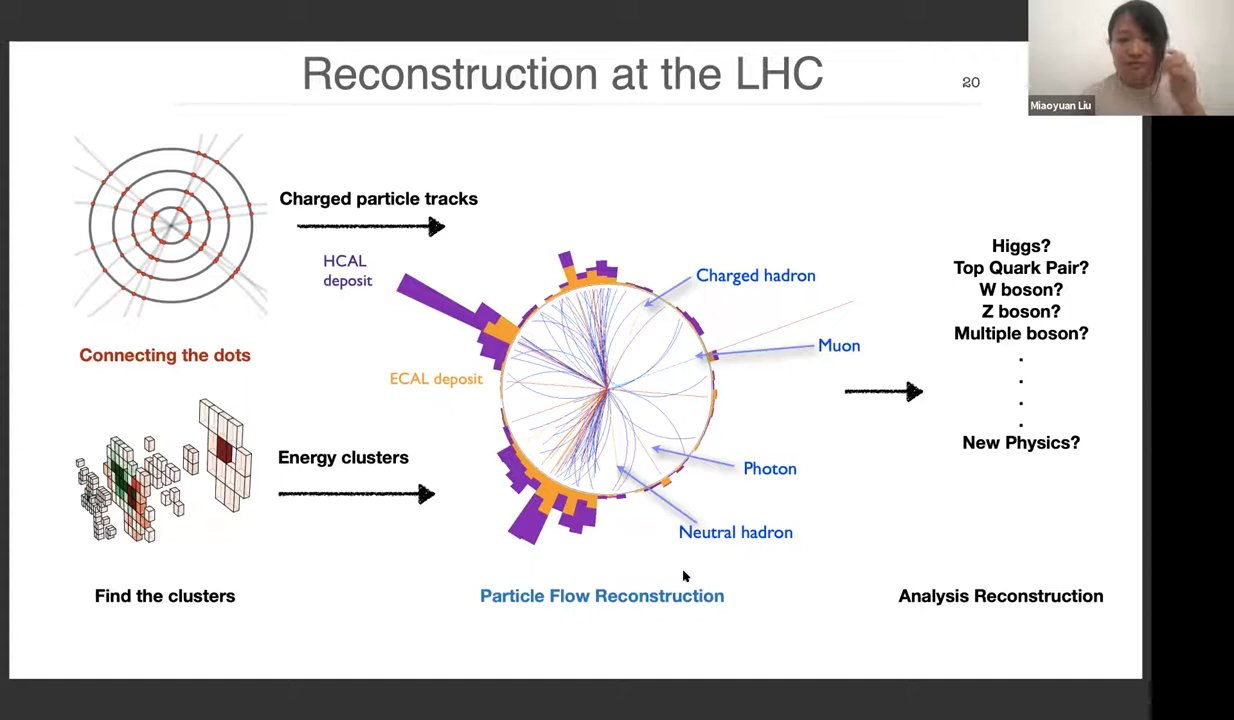 Reconstruction at the LHC
20
Miaoyuan Liu
Charged particle tracks
HCAL
deposit
Connecting the dots
ECAL deposit
Charged hadron
Muon
Photon
Neutral hadron
Energy clusters
Find the clusters
Particle Flow Reconstruction
Higgs?
Top Quark Pair?
W boson?
Z boson?
Multiple boson?
.
.
.
.
New Physics?
Analysis Reconstruction